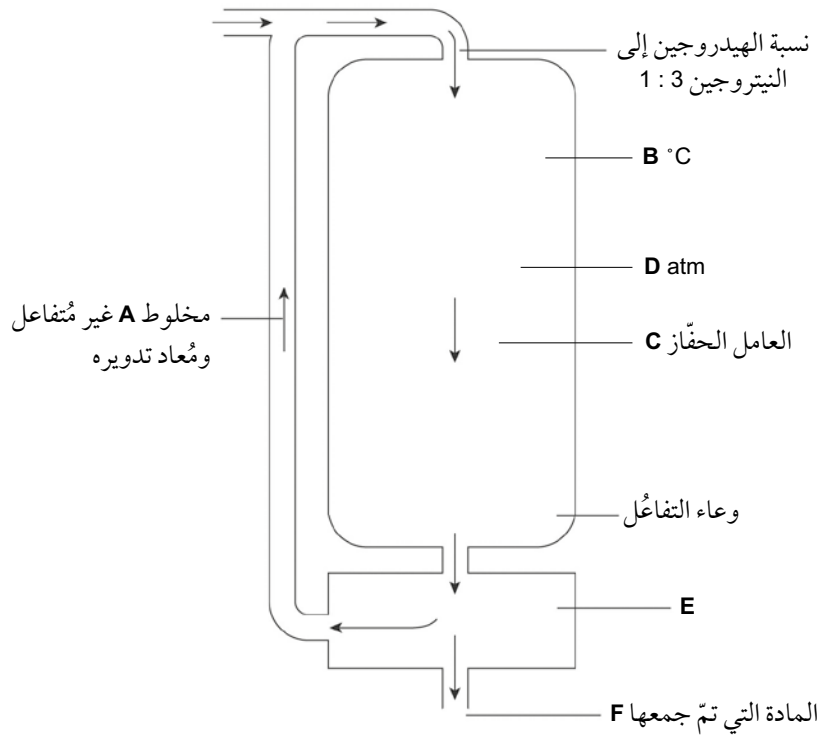 نسبة الهيدروجين إلى
النيتروجين 3 : 1
B ˚C
D atm
مخلوط A غير مُتفاعل
ومُعاد تدويره
العامل الحفّاز C
وعاء التفاعُل
E
المادة التي تمّ جمعها F